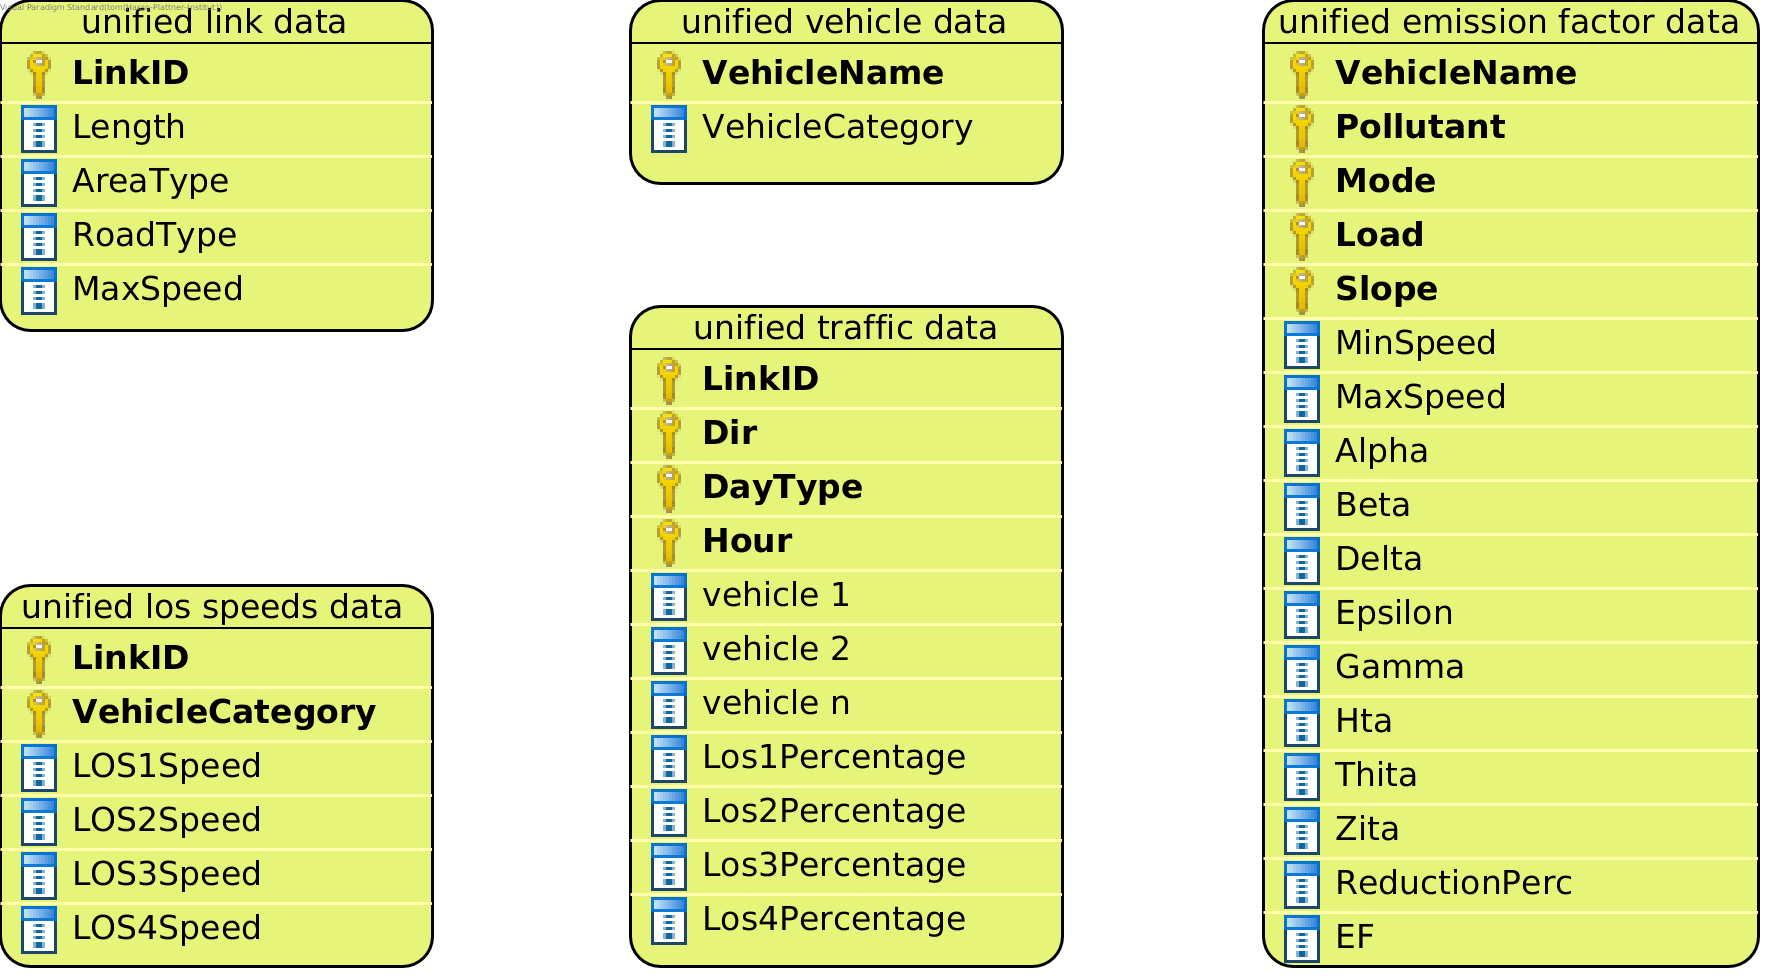 Visual Paradigm Standard(tom(Hasso-Plattner-Institut))
unified link data
LinkID
Length
AreaType
RoadType
MaxSpeed
unified vehicle data
VehicleName
VehicleCategory
unified emission factor data
VehicleName
Pollutant
Mode
Load
Slope
MinSpeed
MaxSpeed
Alpha
Beta
Delta
Epsilon
Gamma
Hta
Thita
Zita
ReductionPerc
EF
unified traffic data
LinkID
Dir
DayType
Hour
vehicle 1
vehicle 2
vehicle n
Los1Percentage
Los2Percentage
Los3Percentage
Los4Percentage
unified los speeds data
LinkID
VehicleCategory
LOS1Speed
LOS2Speed
LOS3Speed
LOS4Speed